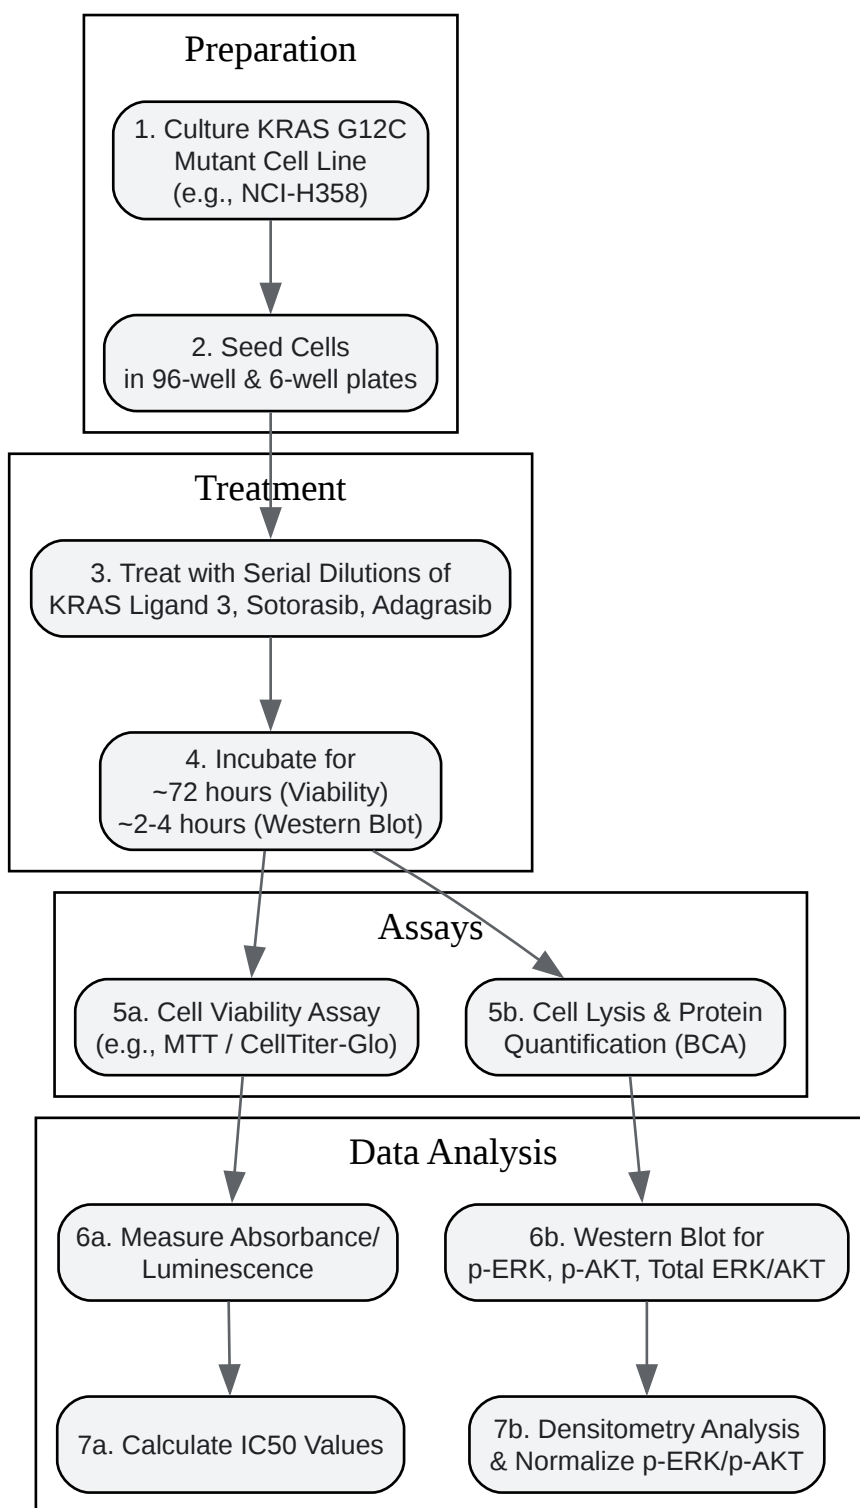 Preparation
1. Culture KRAS G12C
Mutant Cell Line
(e.g., NCI-H358)
2. Seed Cells
in 96-well & 6-well plates
Treatment
3. Treat with Serial Dilutions of
KRAS Ligand 3, Sotorasib, Adagrasib
4. Incubate for
~72 hours (Viability)
~2-4 hours (Western Blot)
Assays
5a. Cell Viability Assay
(e.g., MTT / CellTiter-Glo)
5b. Cell Lysis & Protein
Quantification (BCA)
Data Analysis
6a. Measure Absorbance/
Luminescence
6b. Western Blot for
p-ERK, p-AKT, Total ERK/AKT
7a. Calculate IC50 Values
7b. Densitometry Analysis
& Normalize p-ERK/p-AKT